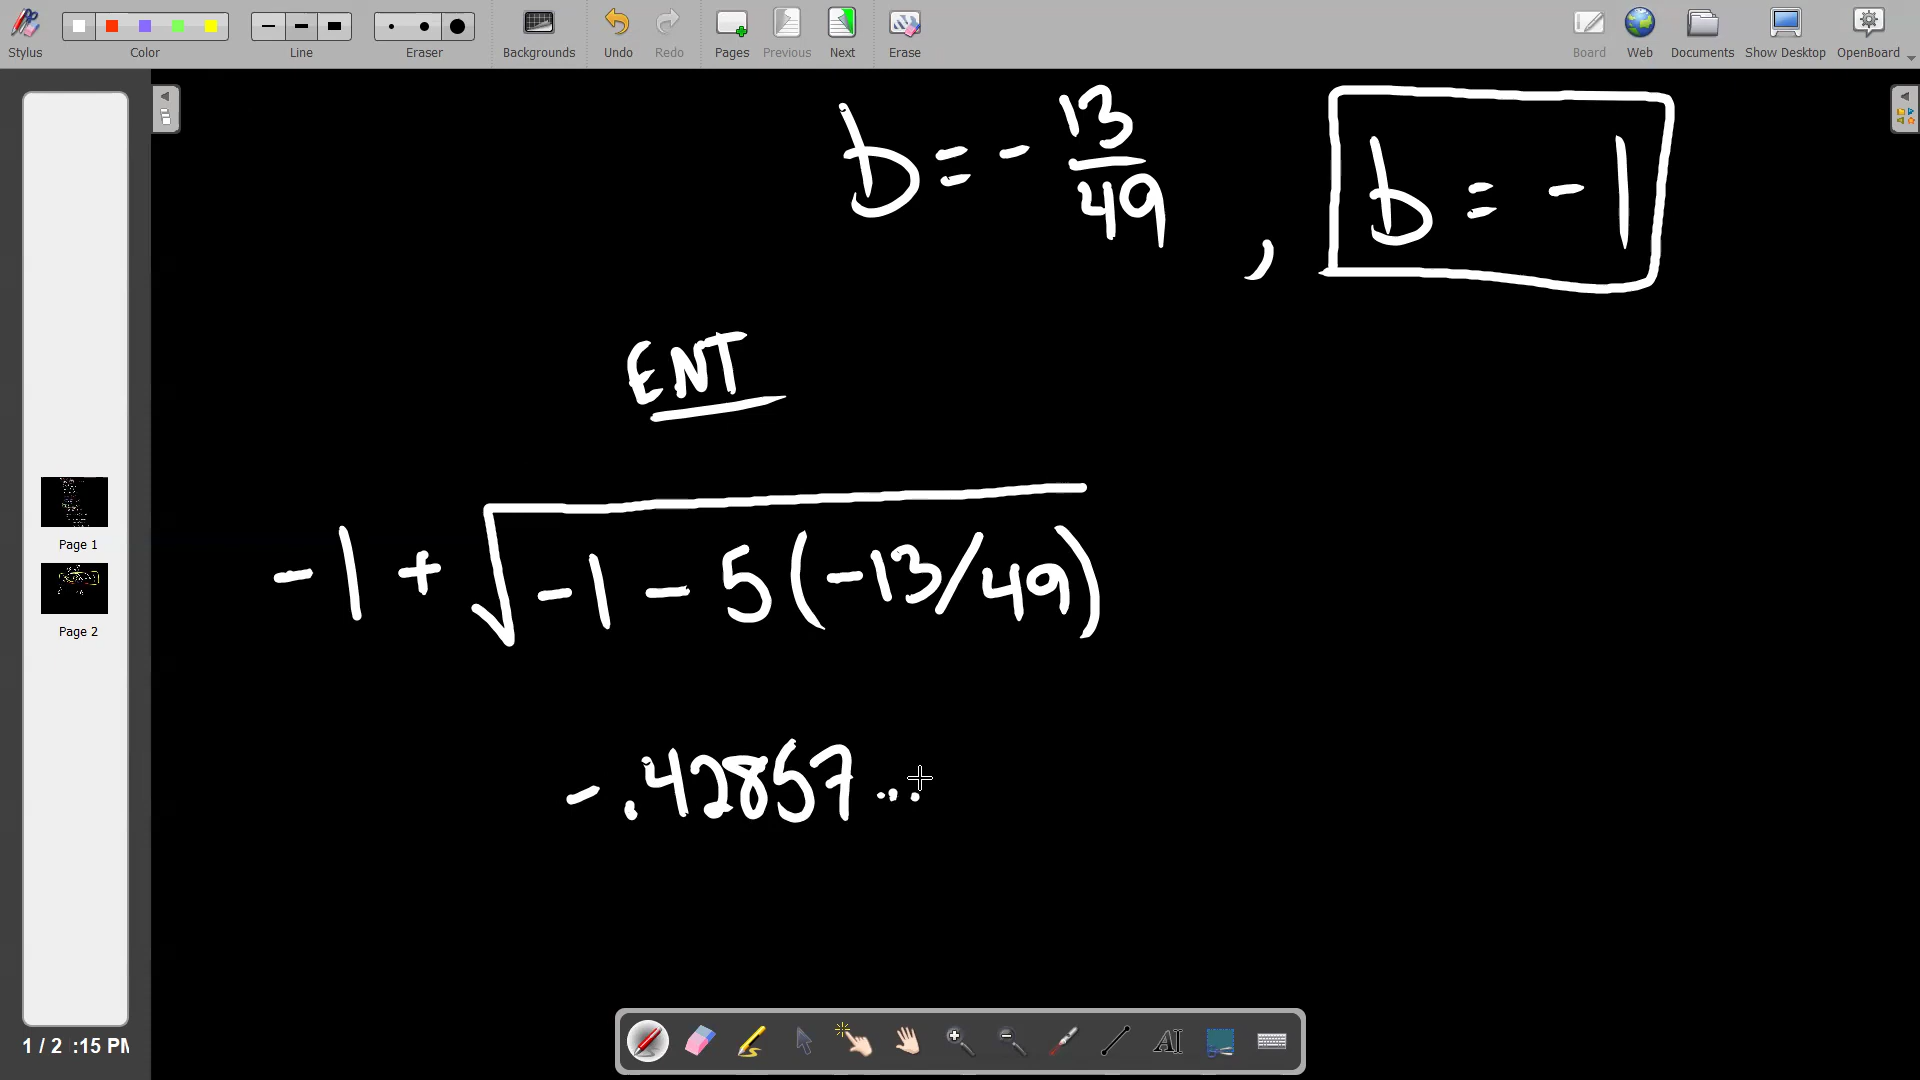 Stylus Color Line Eraser Backgrounds Undo Redo Pages Previous Next Erase Board Web Documents Show Desktop OpenBoard
b = - 13/49 , b = - 1
ENT
-1 + √-1 - 5(-13/49)
-.42857...
Page 1
Page 2
1 / 2 :15 PM